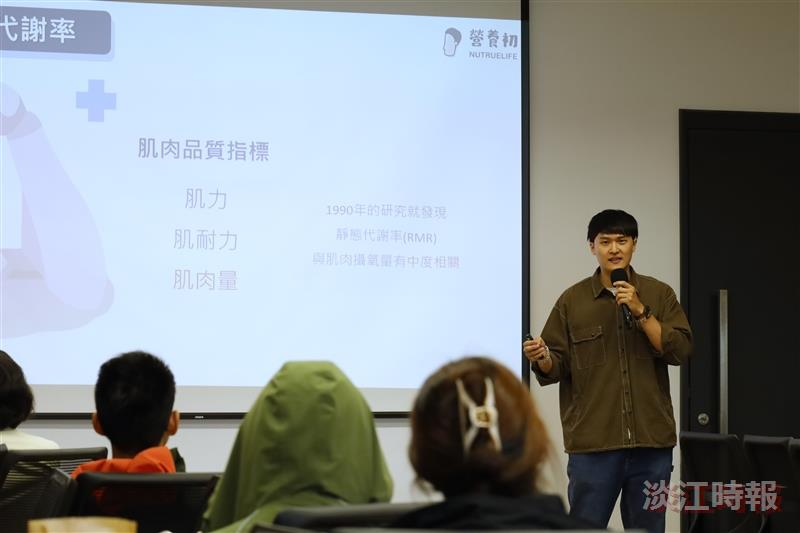 代謝率
營養初
NUTRUELIFE
肌肉品質指標
肌力
肌耐力
肌肉量
1990年的研究就發現
靜態代謝率(RMR)
與肌肉攝氧量有中度相關
淡江時報